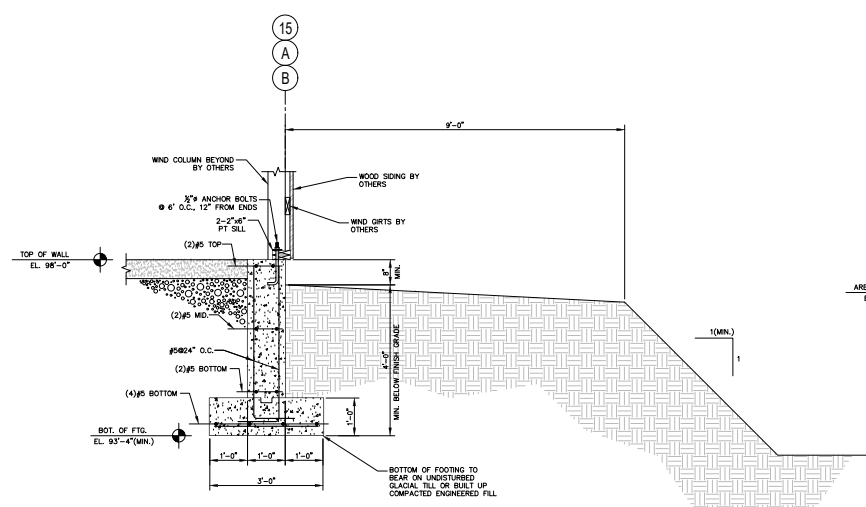 15
A
B
9'-0"
WIND COLUMN BEYOND
BY OTHERS
WOOD SIDING BY
OTHERS
½"ø ANCHOR BOLTS
@ 6' O.C., 12" FROM ENDS
2-2"x6"
PT SILL
WIND GIRTS BY
OTHERS
(2)#5 TOP
TOP OF WALL
EL. 98'-0"
8"
MIN.
(2)#5 MID.
#5@24" O.C.
(2)#5 BOTTOM
(4)#5 BOTTOM
4'-0"
MIN. BELOW FINISH GRADE
1'-0"
1(MIN.)
1
ARE
BOT. OF FTG.
EL. 93'-4"(MIN.)
1'-0"
1'-0"
1'-0"
3'-0"
BOTTOM OF FOOTING TO
BEAR ON UNDISTURBED
GLACIAL TILL OR BUILT UP
COMPACTED ENGINEERED FILL